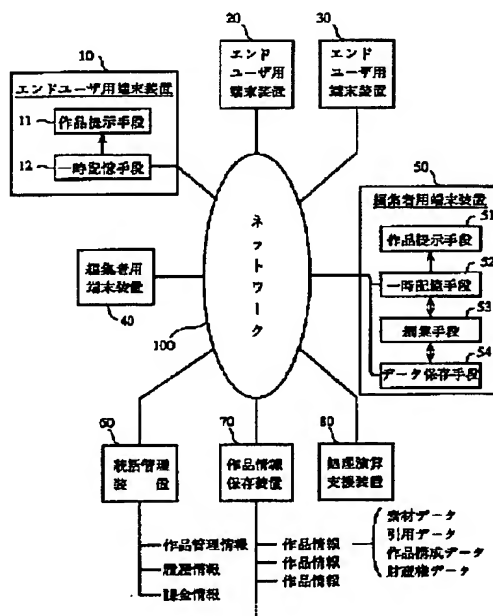 10
エンドユーザ用端末装置
11
作品提示手段
12
一時記憶手段
20
エンド
ユーザ用
端末装置
30
エンド
ユーザ用
端末装置
ネットワーク
100
編集者用
端末装置
40
50
編集者用端末装置
51
作品提示手段
52
一時記憶手段
53
編集手段
54
データ保存手段
60
統括管理
装置
作品管理情報
履歴情報
課金情報
70
作品情報
保存装置
作品情報
作品情報
作品情報
80
処理演算
支援装置
素材データ
引用データ
作品構成データ
財産権データ